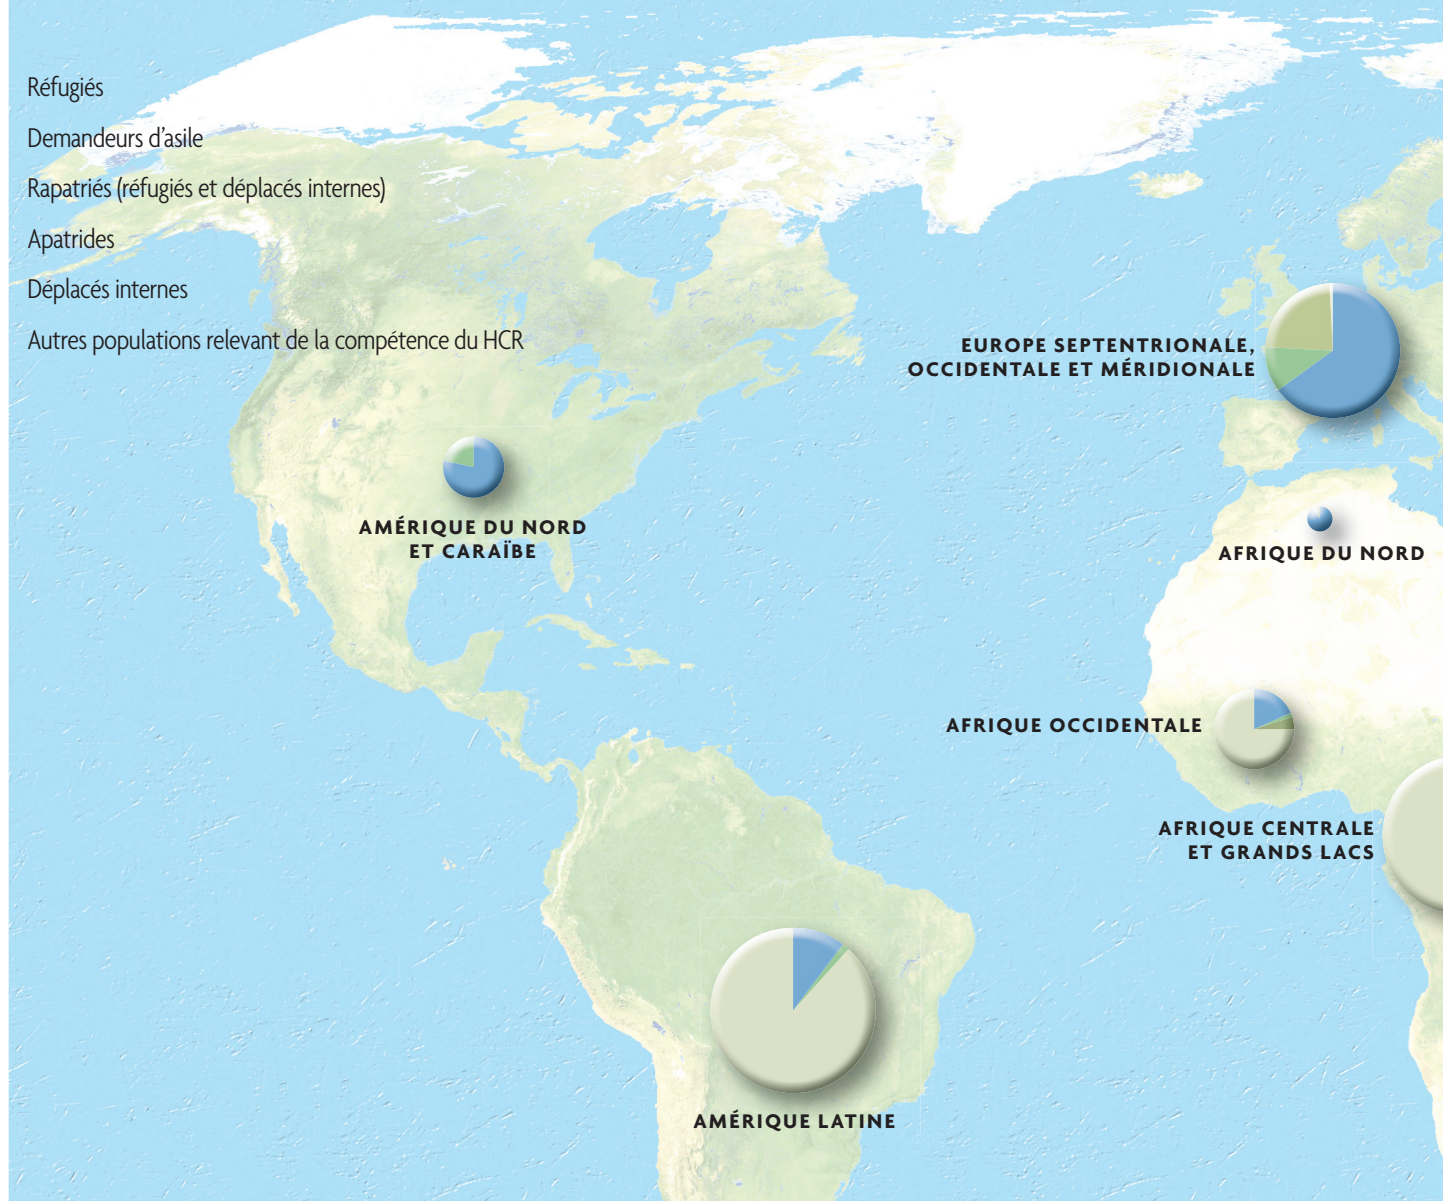 Réfugiés
Demandeurs d'asile
Rapatriés (réfugiés et déplacés internes)
Apatrides
Déplacés internes
Autres populations relevant de la compétence du HCR
EUROPE SEPTENTRIONALE,
OCCIDENTALE ET MÉRIDIONALE
AMÉRIQUE DU NORD
ET CARAÏBE
AFRIQUE DU NORD
AFRIQUE OCCIDENTALE
AFRIQUE CENTRALE
ET GRANDS LACS
AMÉRIQUE LATINE